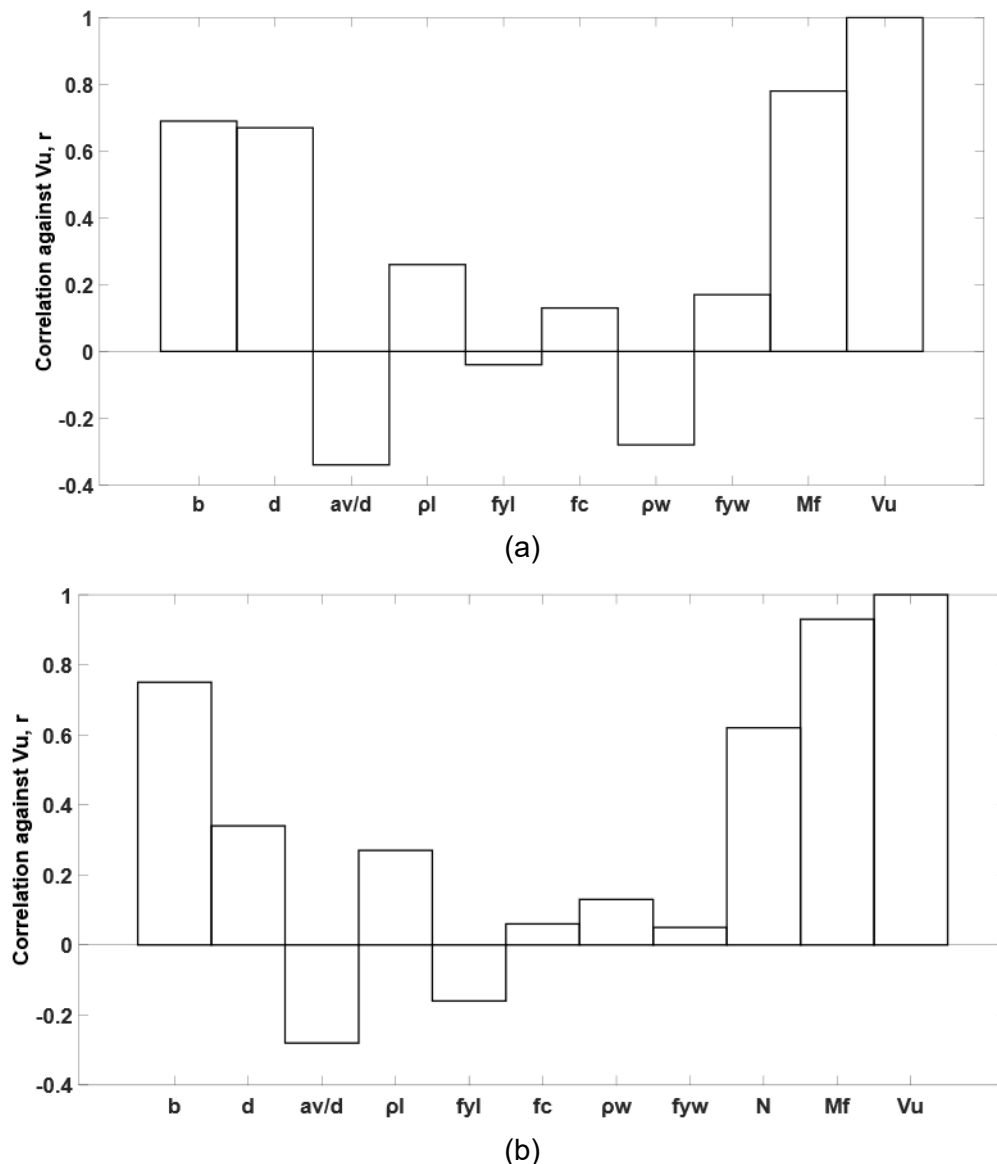 1
0.8
0.6
0.4
0.2
0
-0.2
-0.4
Correlation against Vu, r
b d av/d ρl fyl fc ρw fyw Mf Vu
(a)
1
0.8
0.6
0.4
0.2
0
-0.2
-0.4
Correlation against Vu, r
b d av/d ρl fyl fc ρw fyw N Mf Vu
(b)